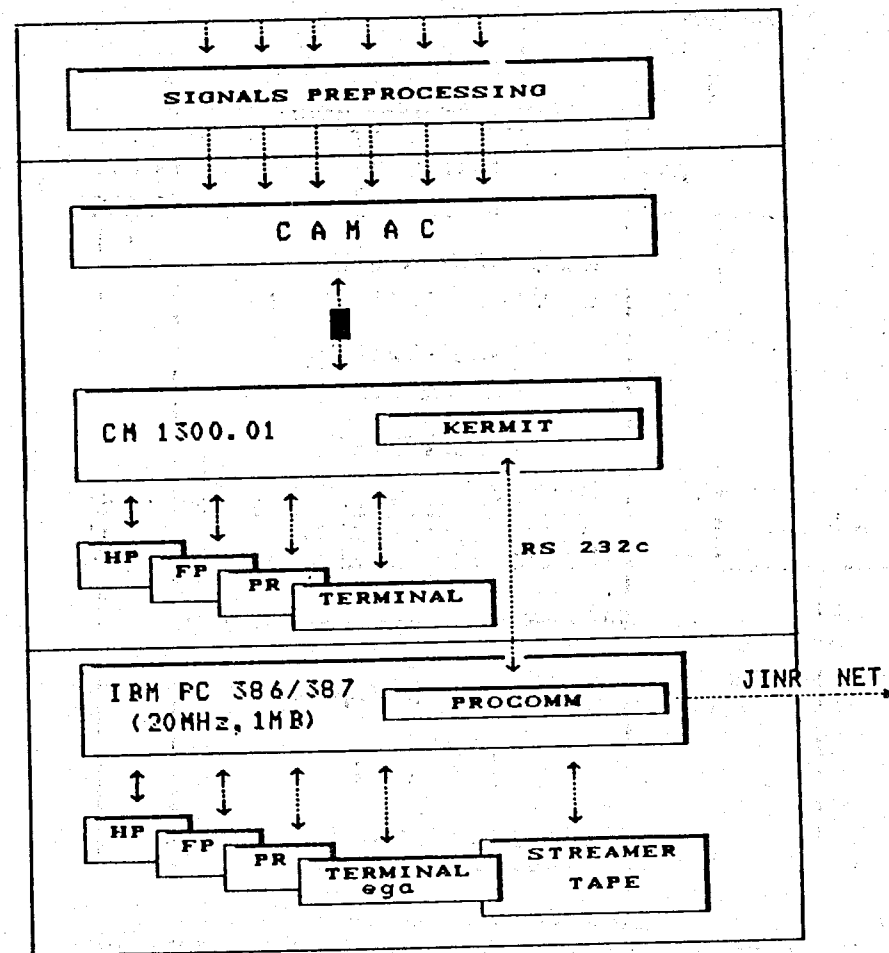 SIGNALS PREPROCESSING
C A M A C
CM 1300.01
KERMIT
HP
FP
PR
TERMINAL
RS 232c
IBM PC 386/387
(20MHz, 1MB)
PROCOMM
JINR NET
HP
FP
PR
TERMINAL
ega
STREAMER
TAPE